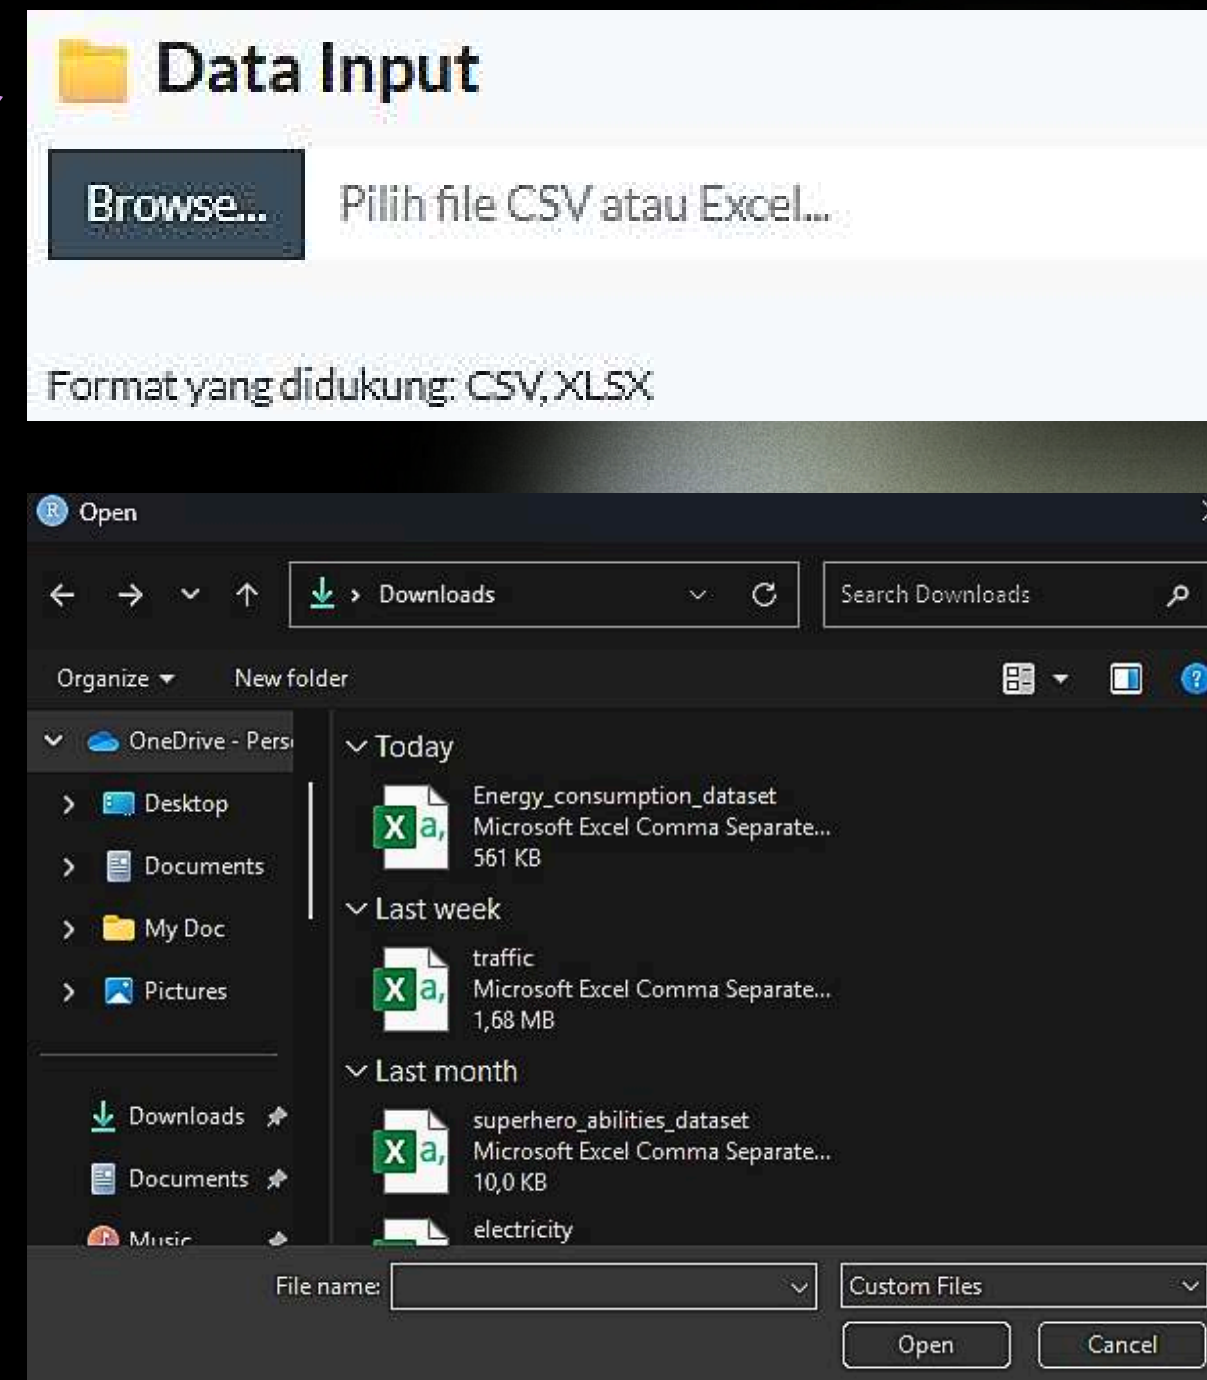 Data Input
Browse...
Pilih file CSV atau Excel...
Format yang didukung: CSV, XLSX
R Open
Downloads
Search Downloads
Organize
New folder
OneDrive - Pers
Desktop
Documents
My Doc
Pictures
Downloads
Documents
Music
Today
Energy_consumption_dataset
Microsoft Excel Comma Separate...
561 KB
Last week
traffic
Microsoft Excel Comma Separate...
1,68 MB
Last month
superhero_abilities_dataset
Microsoft Excel Comma Separate...
10,0 KB
electricity
File name:
Custom Files
Open
Cancel